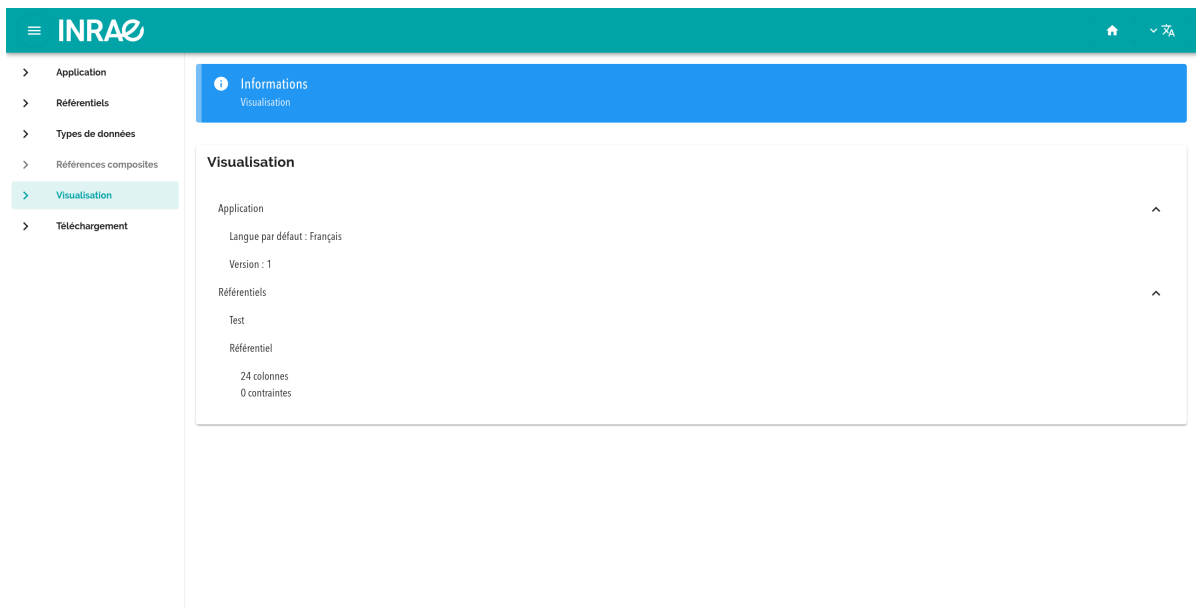 INRAE
Application
Référentiels
Types de données
Références composites
Visualisation
Téléchargement
Informations
Visualisation
Visualisation
Application
Langue par défaut : Français
Version : 1
Référentiels
Test
Référentiel
24 colonnes
0 contraintes